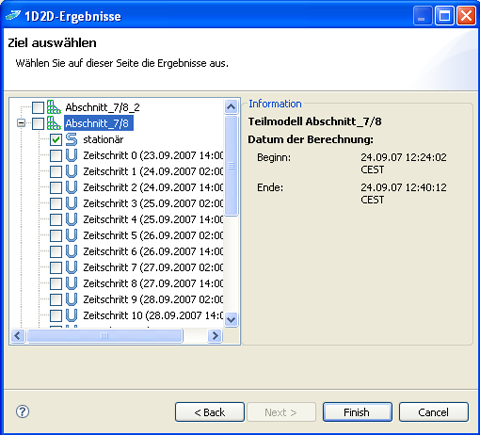 1D2D-Ergebnisse
Ziel auswählen
Wählen Sie auf dieser Seite die Ergebnisse aus.
Abschnitt_7/8_2
Abschnitt_7/8
stationär
Zeitschritt 0 (23.09.2007 14:00
Zeitschritt 1 (24.09.2007 02:00
Zeitschritt 2 (24.09.2007 14:00
Zeitschritt 3 (25.09.2007 02:00
Zeitschritt 4 (25.09.2007 14:00
Zeitschritt 5 (26.09.2007 02:00
Zeitschritt 6 (26.09.2007 14:00
Zeitschritt 7 (27.09.2007 02:00
Zeitschritt 8 (27.09.2007 14:00
Zeitschritt 9 (28.09.2007 02:00
Zeitschritt 10 (28.09.2007 14:0
Information
Teilmodell Abschnitt_7/8
Datum der Berechnung:
Beginn: 24.09.07 12:24:02
CEST
Ende: 24.09.07 12:40:12
CEST
? < Back Next > Finish Cancel